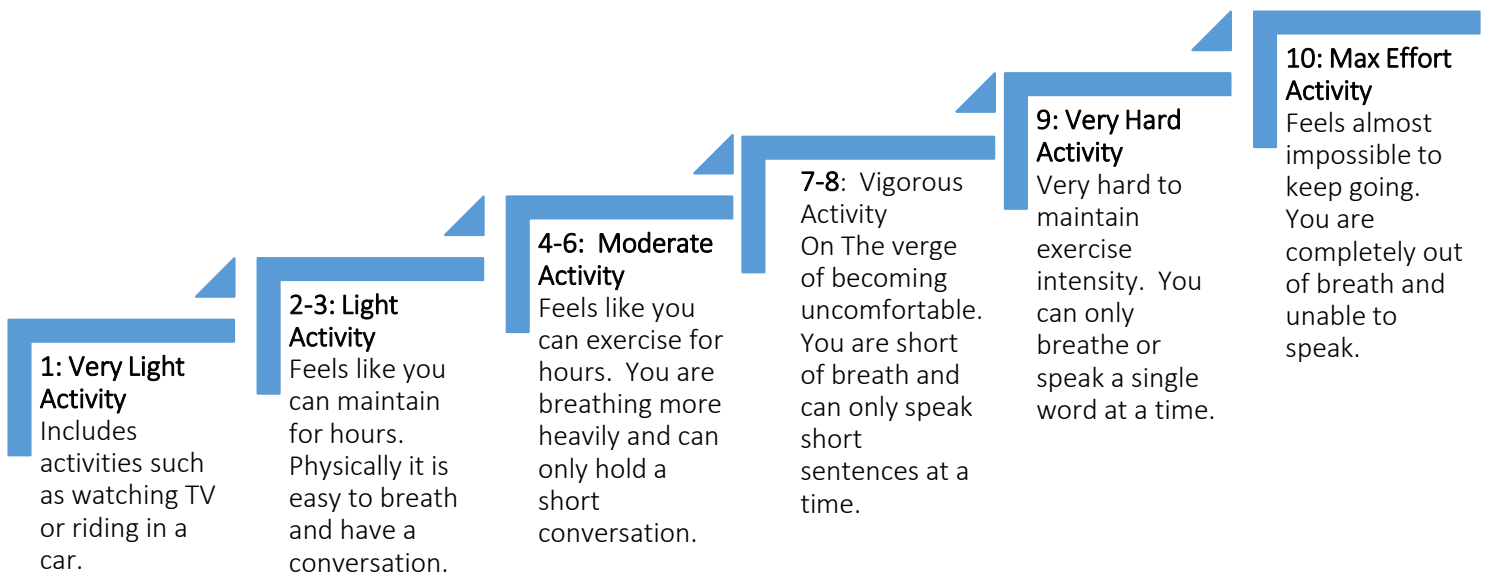 1: Very Light
Activity
Includes
activities such
as watching TV
or riding in a
car.
2-3: Light
Activity
Feels like you
can maintain
for hours.
Physically it is
easy to breath
and have a
conversation.
4-6:  Moderate
Activity
Feels like you
can exercise for
hours.  You are
breathing more
heavily and can
only hold a
short
conversation.
7-8:  Vigorous
Activity
On The verge
of becoming
uncomfortable.
You are short
of breath and
can only speak
short
sentences at a
time.
9: Very Hard
Activity
Very hard to
maintain
exercise
intensity.  You
can only
breathe or
speak a single
word at a time.
10: Max Effort
Activity
Feels almost
impossible to
keep going.
You are
completely out
of breath and
unable to
speak.